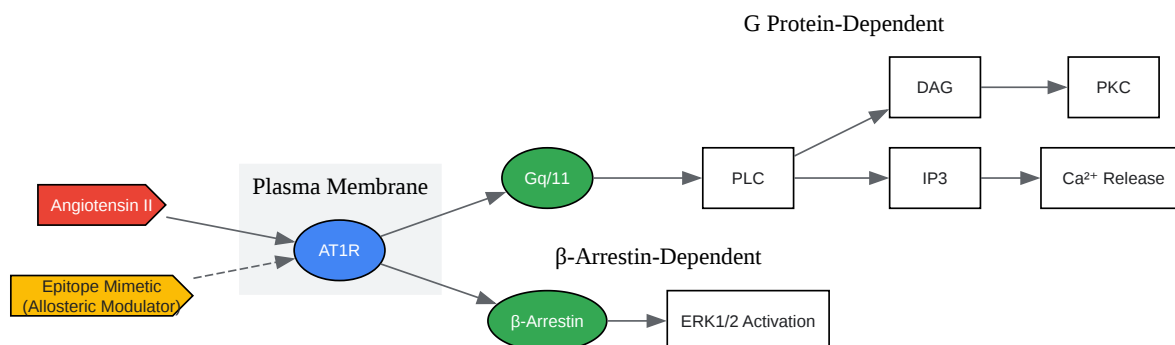 G Protein-Dependent
DAG
PKC
Plasma Membrane
Gq/11
PLC
IP3
Ca²⁺ Release
Angiotensin II
AT1R
β-Arrestin-Dependent
Epitope Mimetic
(Allosteric Modulator)
β-Arrestin
ERK1/2 Activation